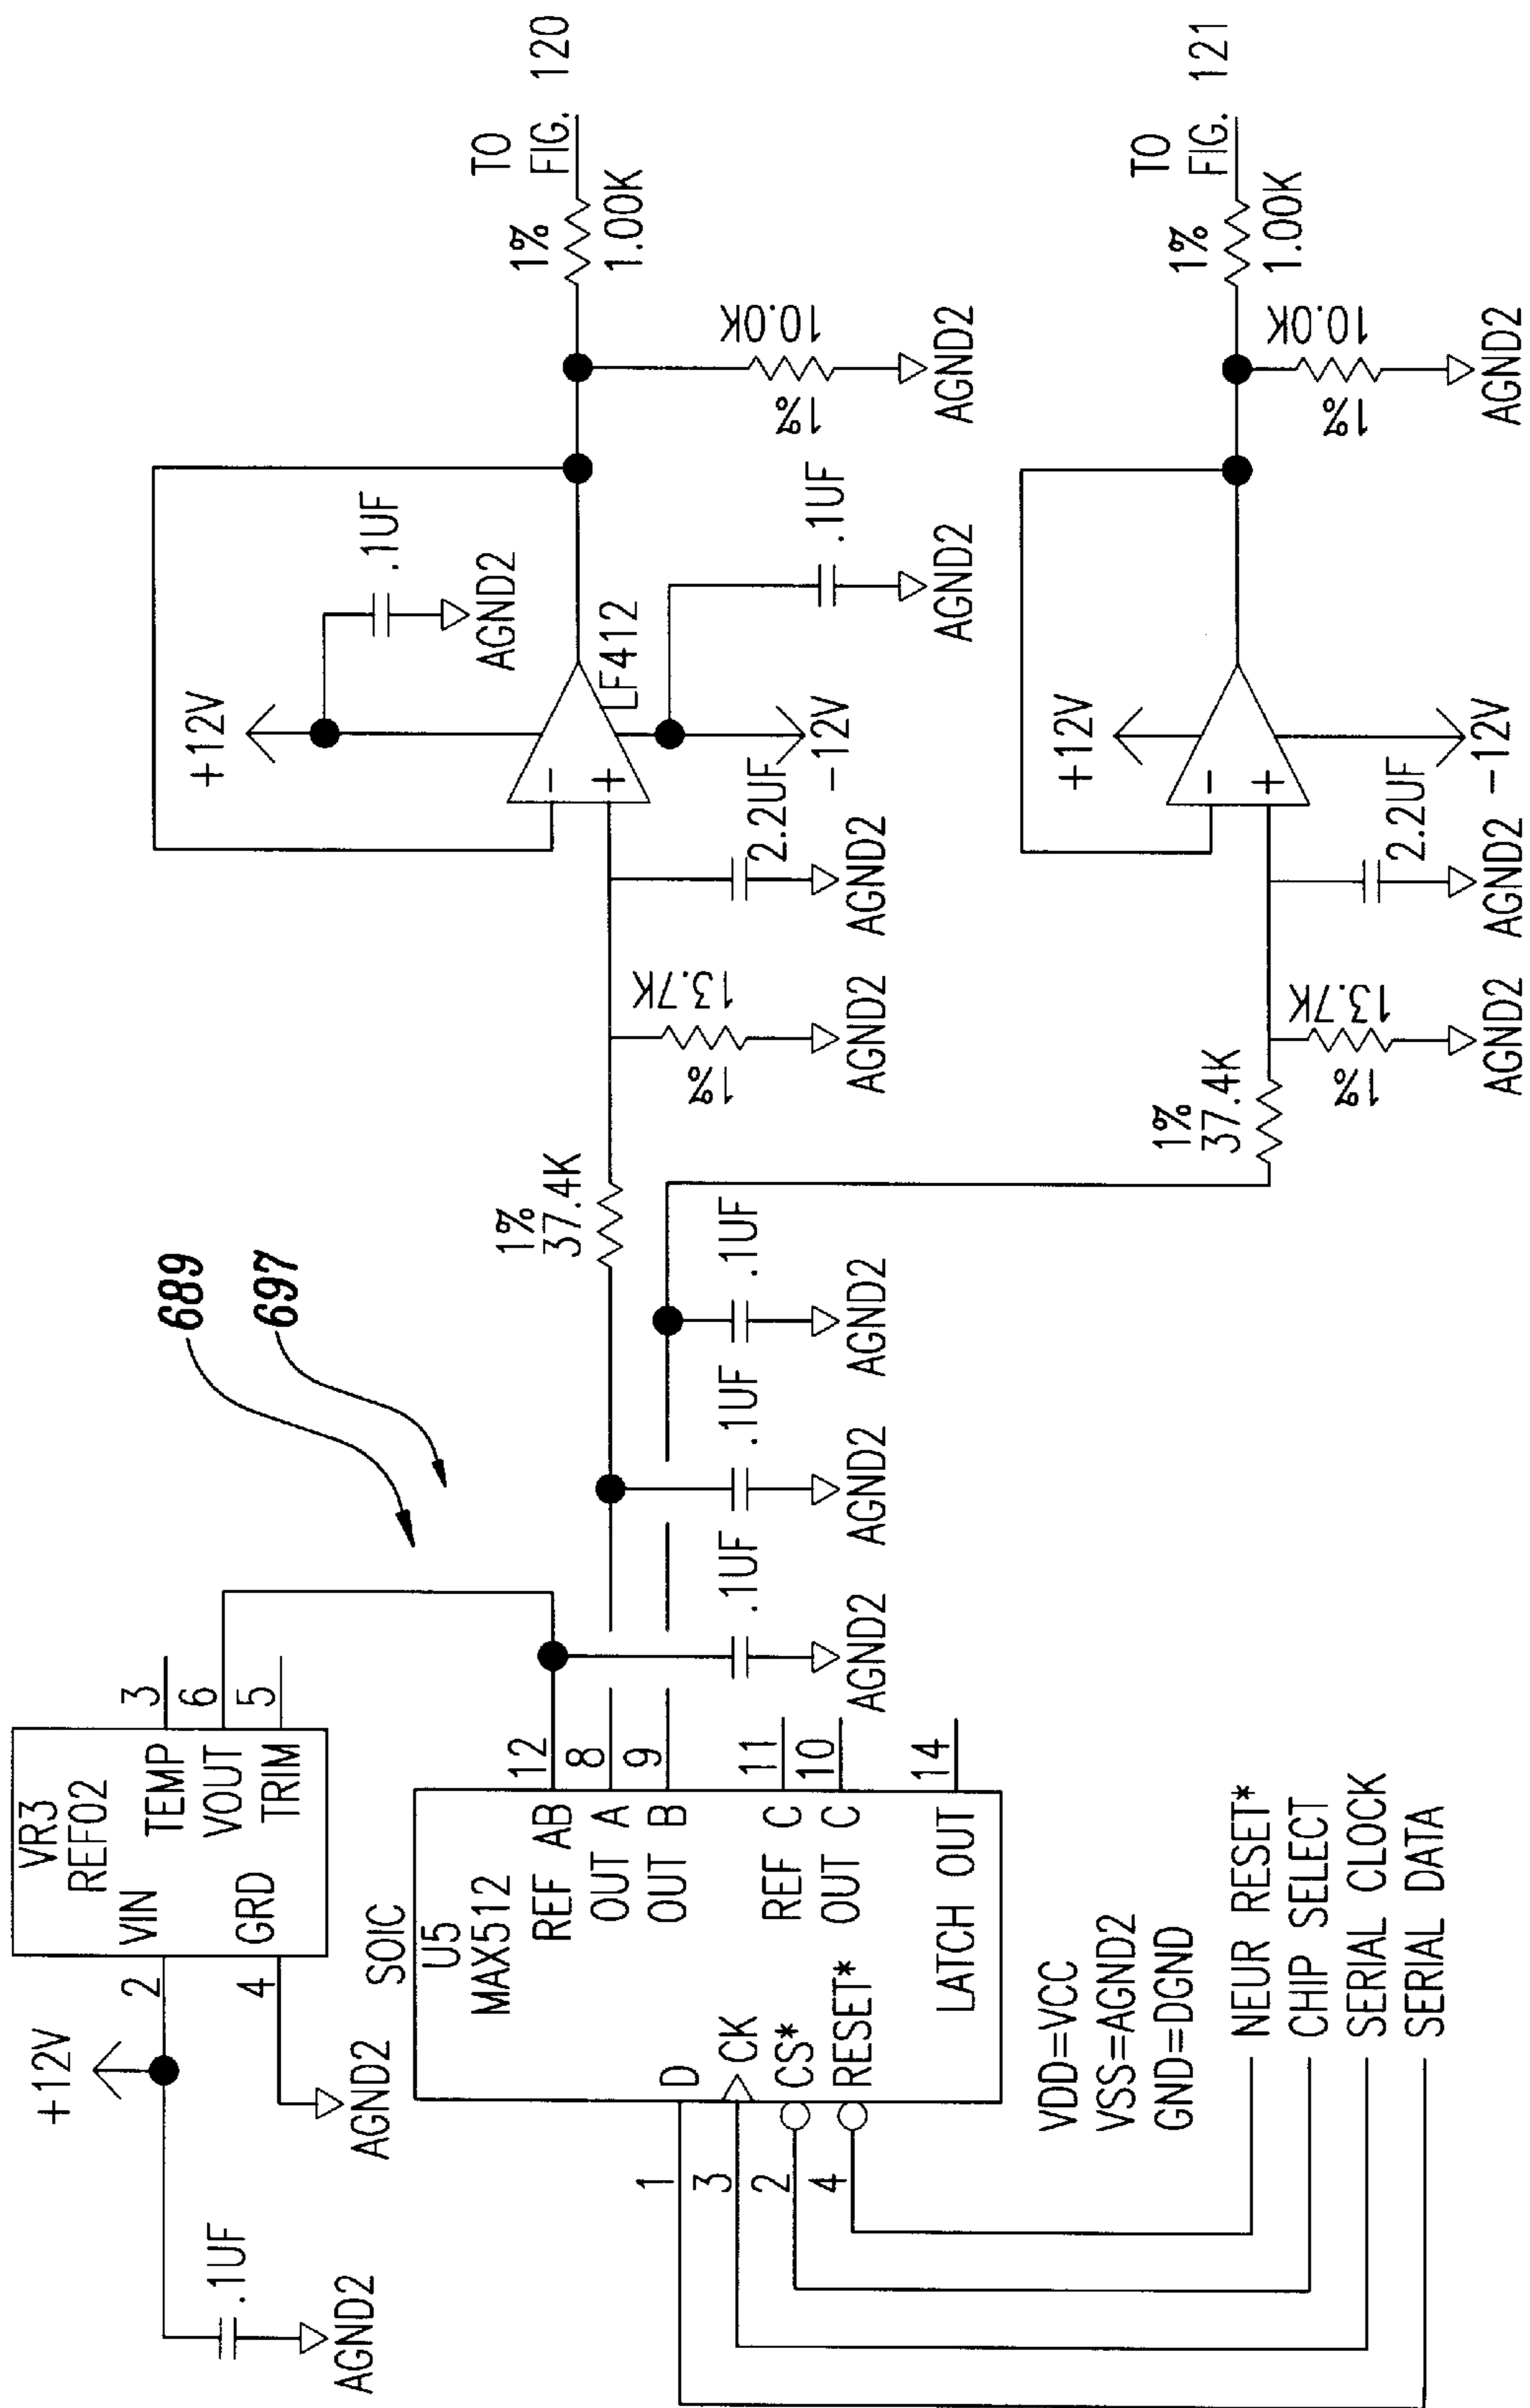 +12V
.1UF
AGND2
AGND2
VR3
REF02
VIN
GRD
TEMP
VOUT
TRIM
2
4
3
6
5
689
697
SOIC
U5
MAX512
REF AB
OUT A
OUT B
REF C
OUT C
LATCH OUT
D
CK
CS*
RESET*
1
3
2
4
12
8
9
11
10
14
VDD=VCC
VSS=AGND2
GND=DGND
NEUR RESET*
CHIP SELECT
SERIAL CLOCK
SERIAL DATA
.1UF
AGND2
.1UF
AGND2
.1UF
AGND2
1%
37.4K
1%
13.7K
AGND2
2.2UF
AGND2
+12V
.1UF
AGND2
-
+
LF412
-12V
.1UF
AGND2
1%
10.0K
AGND2
1%
1.00K
TO
FIG. 120
1%
37.4K
1%
13.7K
AGND2
2.2UF
AGND2
+12V
-
+
-12V
1%
10.0K
AGND2
1%
1.00K
TO
FIG. 121